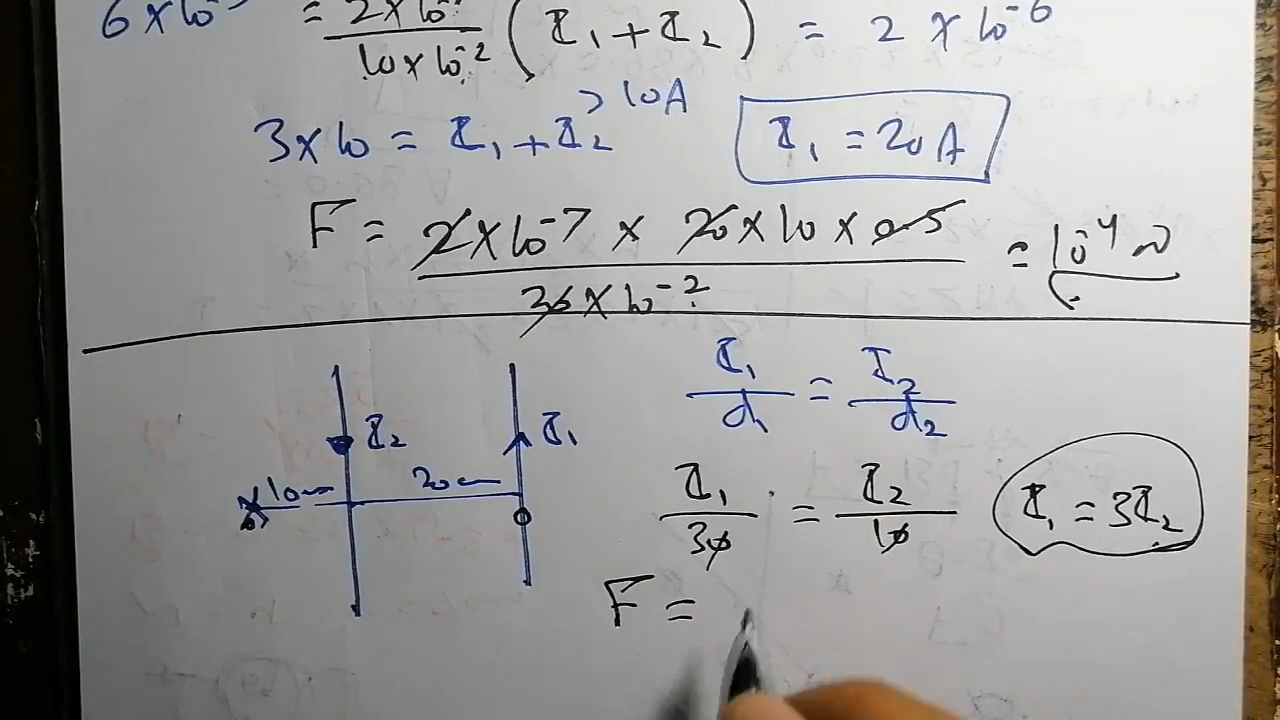 6 × 10 = 2 × 10 / 10 × 10⁻² ( I₁ + I₂ ) = 2 × 10⁻⁶
> 10A
3 × 10 = I₁ + I₂
I₁ = 20A
F = 2 × 10⁻⁷ × 20 × 10 × 0.5 / 36 × 10⁻² = 10⁻⁴ N
I₁ / d₁ = I₂ / d₂
I₂ I₁
10cm 20cm
I₁ / 30 = I₂ / 10 I₁ = 3I₂
F =